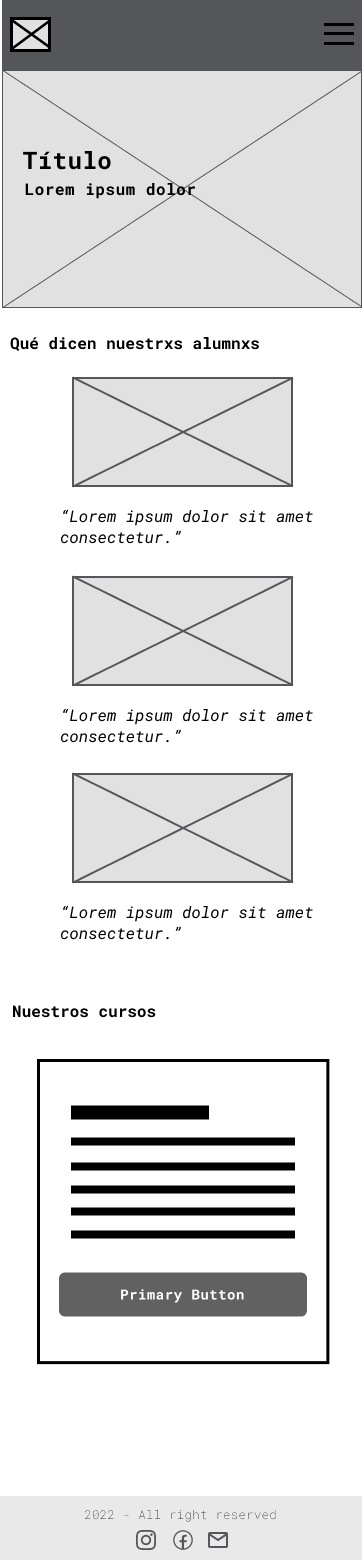 Título
Lorem ipsum dolor
Qué dicen nuestrxs alumnxs
“Lorem ipsum dolor sit amet
consectetur.”
“Lorem ipsum dolor sit amet
consectetur.”
“Lorem ipsum dolor sit amet
consectetur.”
Nuestros cursos
Primary Button
2022 - All right reserved